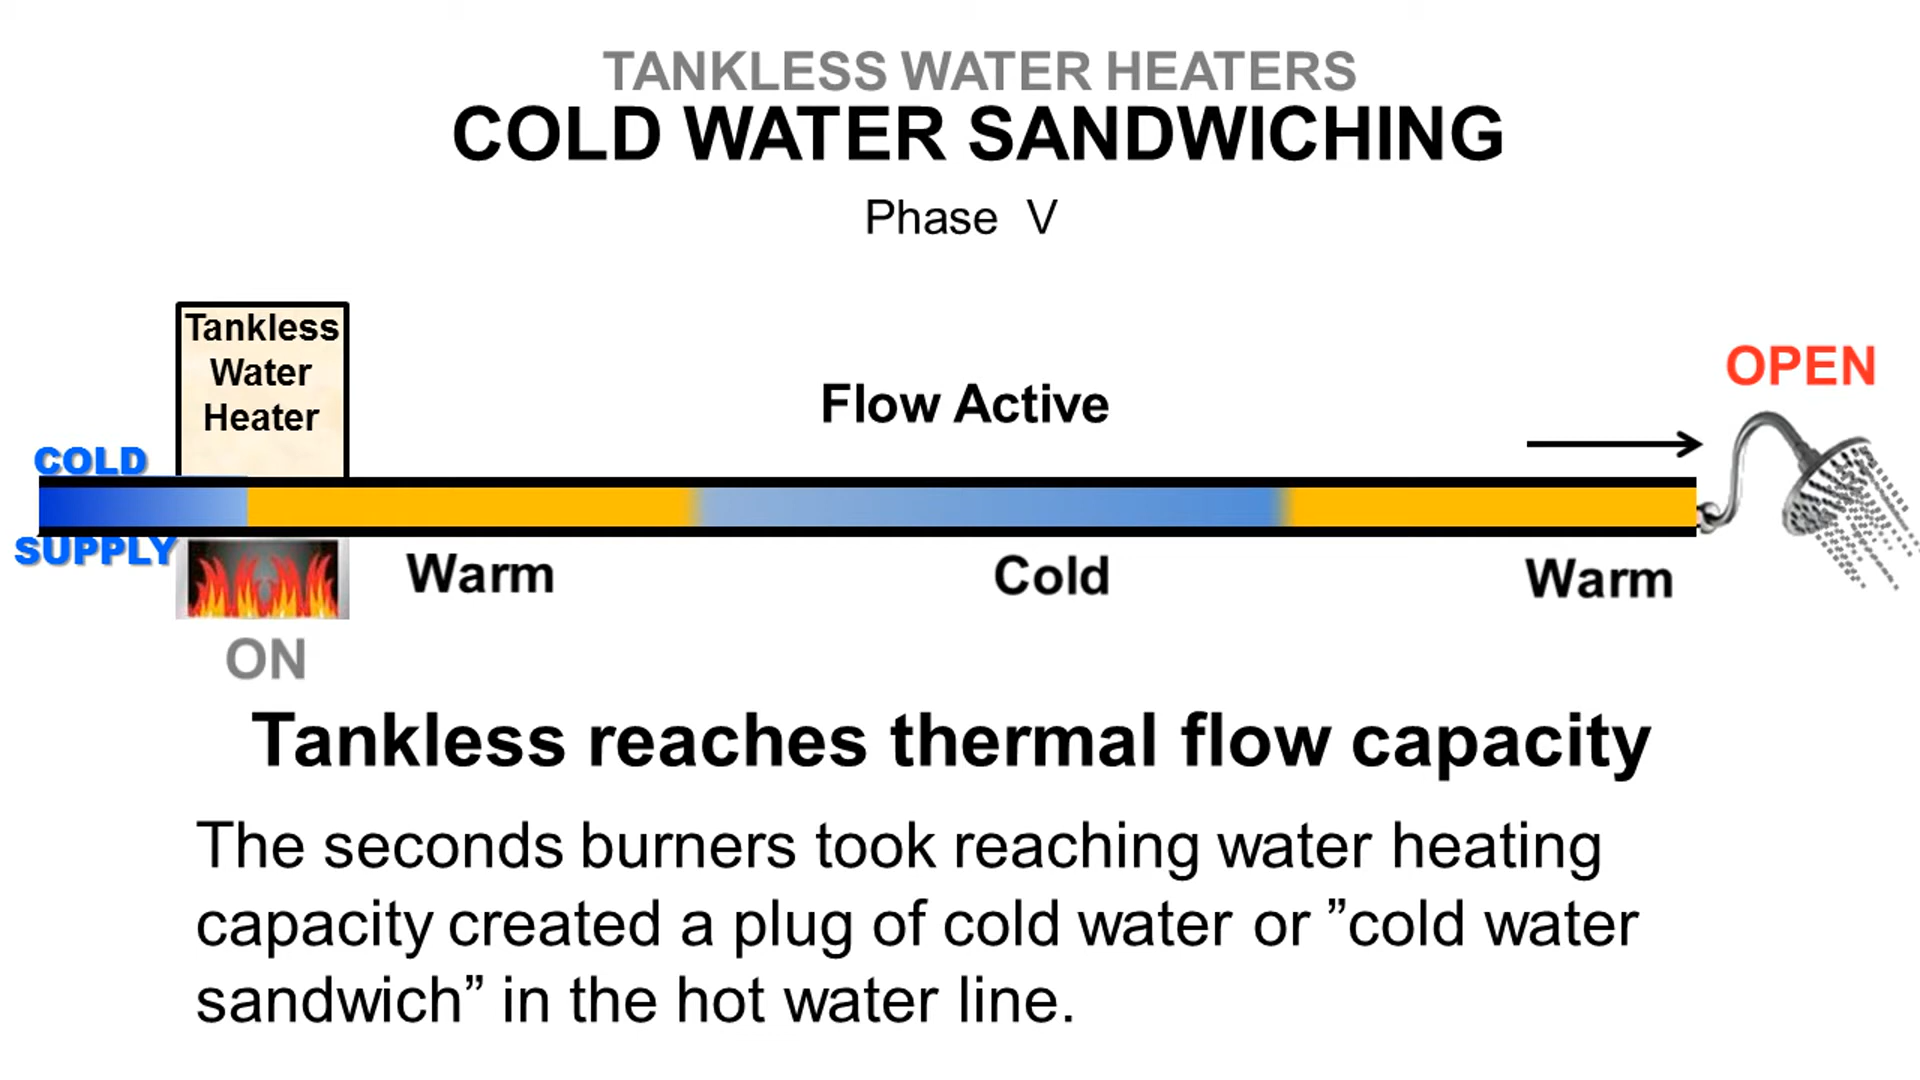 TANKLESS WATER HEATERS
COLD WATER SANDWICHING
Phase V
Tankless
Water
Heater
OPEN
Flow Active
COLD
SUPPLY
Warm
Cold
Warm
ON
Tankless reaches thermal flow capacity
The seconds burners took reaching water heating
capacity created a plug of cold water or ”cold water
sandwich” in the hot water line.